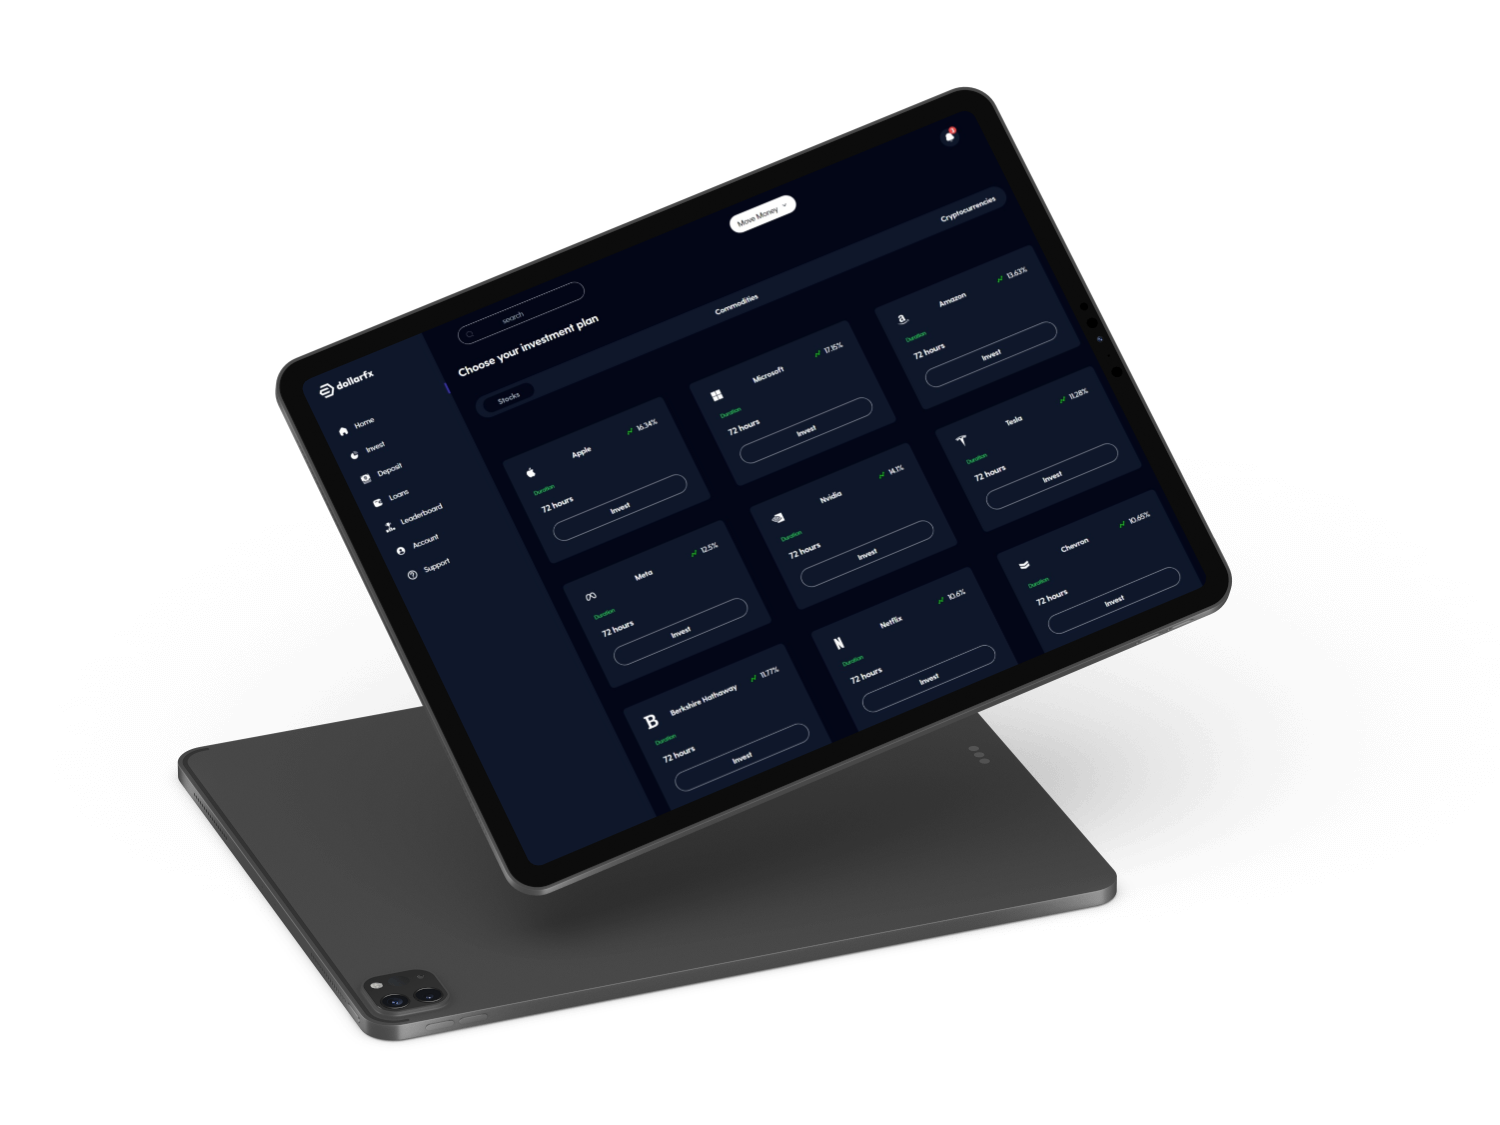 dollarfx
Home
Invest
Deposit
Loans
Leaderboard
Account
Support
search
Move Money
Choose your investment plan
Stocks
Commodities
Cryptocurrencies
Apple
16.34%
Duration
72 hours
Invest
Microsoft
17.15%
Duration
72 hours
Invest
Amazon
13.63%
Duration
72 hours
Invest
Meta
12.5%
Duration
72 hours
Invest
Nvidia
14.1%
Duration
72 hours
Invest
Tesla
11.28%
Duration
72 hours
Invest
B
Berkshire Hathaway
11.77%
Duration
72 hours
Invest
N
Netflix
10.6%
Duration
72 hours
Invest
Chevron
10.65%
Duration
72 hours
Invest